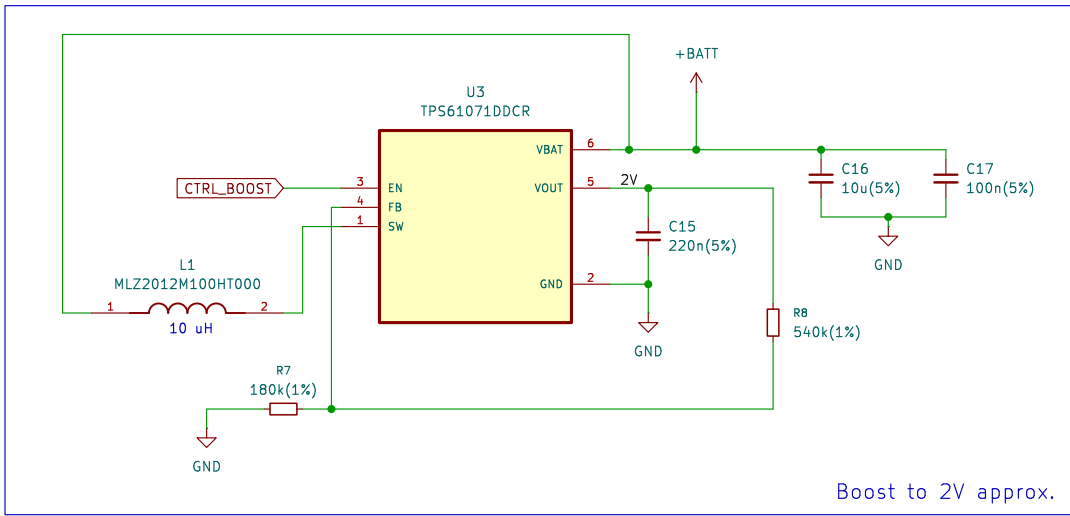 +BATT
U3
TPS61071DDCR
VBAT
6
CTRL_BOOST
3
EN
VOUT
5
2V
4
FB
1
SW
C16
10u(5%)
C17
100n(5%)
C15
220n(5%)
GND
L1
MLZ2012M100HT000
1
2
10 uH
GND
2
GND
R8
540k(1%)
R7
180k(1%)
GND
Boost to 2V approx.